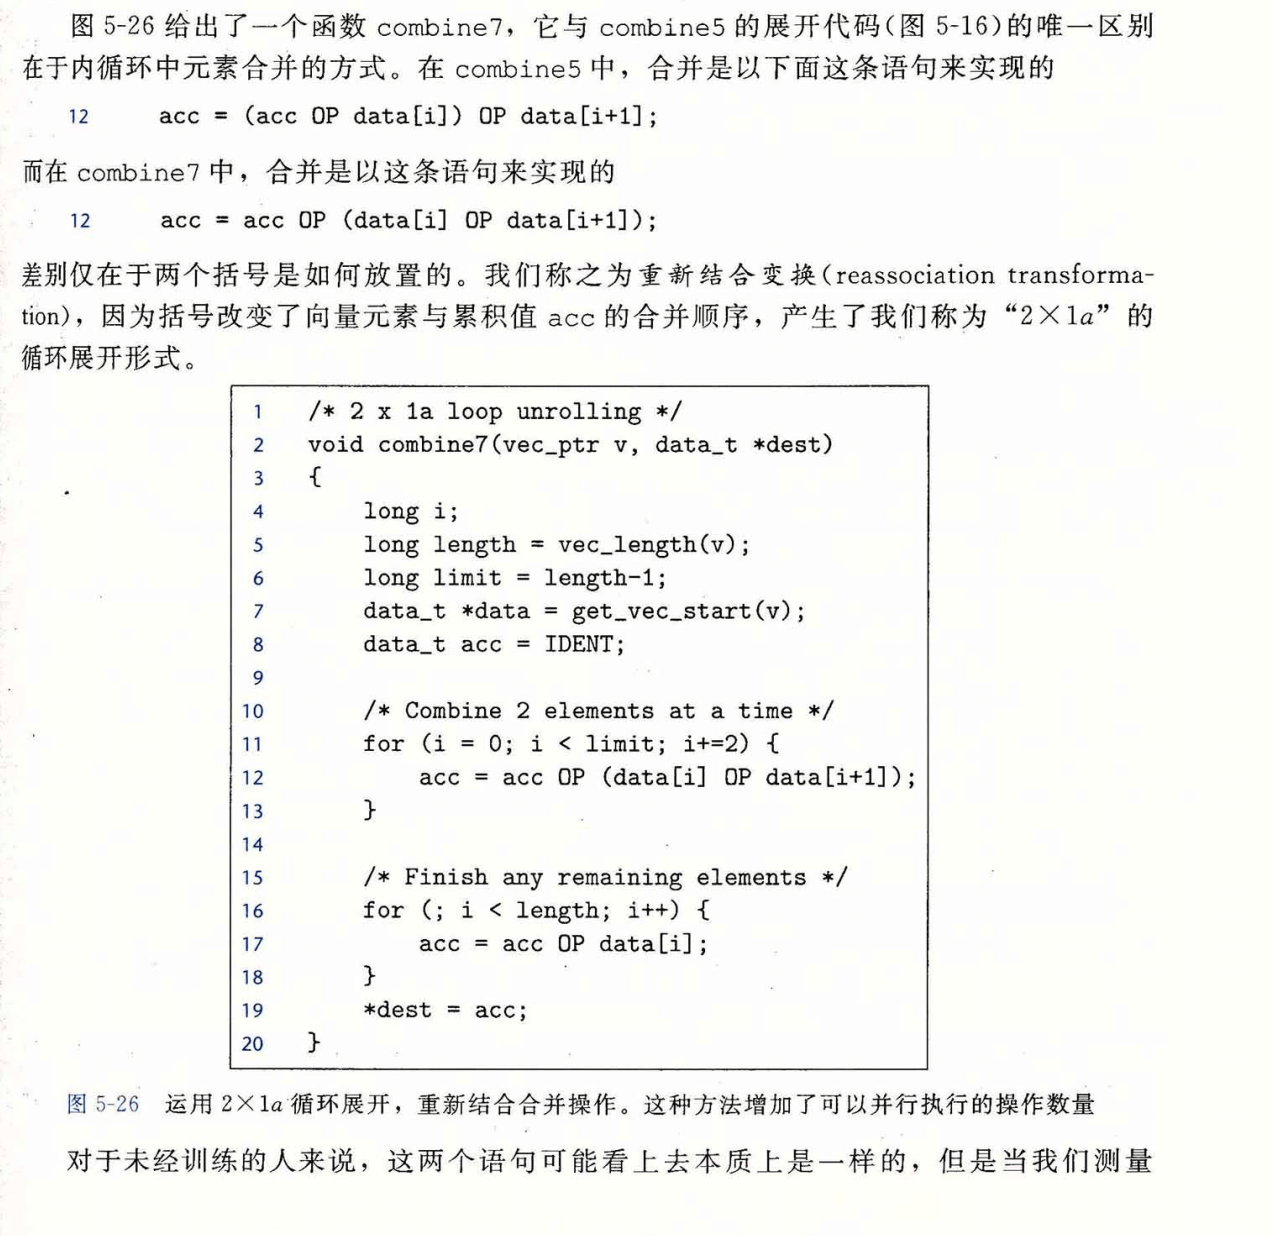 图 5-26 给出了一个函数 combine7，它与 combine5 的展开代码(图 5-16)的唯一区别
在于内循环中元素合并的方式。在 combine5 中，合并是以下面这条语句来实现的
12 acc = (acc OP data[i]) OP data[i+1];
而在 combine7 中，合并是以这条语句来实现的
12 acc = acc OP (data[i] OP data[i+1]);
差别仅在于两个括号是如何放置的。我们称之为重新结合变换(reassociation transforma-
tion)，因为括号改变了向量元素与累积值 acc 的合并顺序，产生了我们称为“2×1a”的
循环展开形式。
1 /* 2 x 1a loop unrolling */
2 void combine7(vec_ptr v, data_t *dest)
3 {
4 long i;
5 long length = vec_length(v);
6 long limit = length-1;
7 data_t *data = get_vec_start(v);
8 data_t acc = IDENT;
9
10 /* Combine 2 elements at a time */
11 for (i = 0; i < limit; i+=2) {
12 acc = acc OP (data[i] OP data[i+1]);
13 }
14
15 /* Finish any remaining elements */
16 for (; i < length; i++) {
17 acc = acc OP data[i];
18 }
19 *dest = acc;
20 }
图 5-26 运用 2×1a 循环展开，重新结合合并操作。这种方法增加了可以并行执行的操作数量
对于未经训练的人来说，这两个语句可能看上去本质上是一样的，但是当我们测量